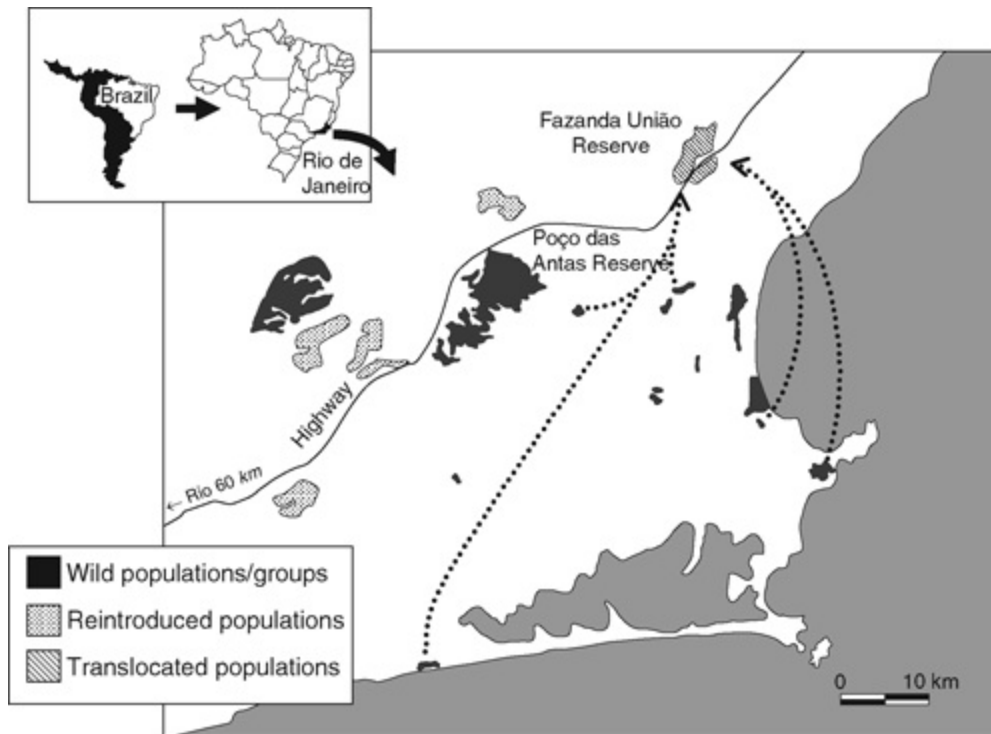 Brazil
Rio de
Janeiro
Fazanda União
Reserve
Poço das
Antas Reserve
Highway
← Rio 60 km
Wild populations/groups
Reintroduced populations
Translocated populations
0 10 km